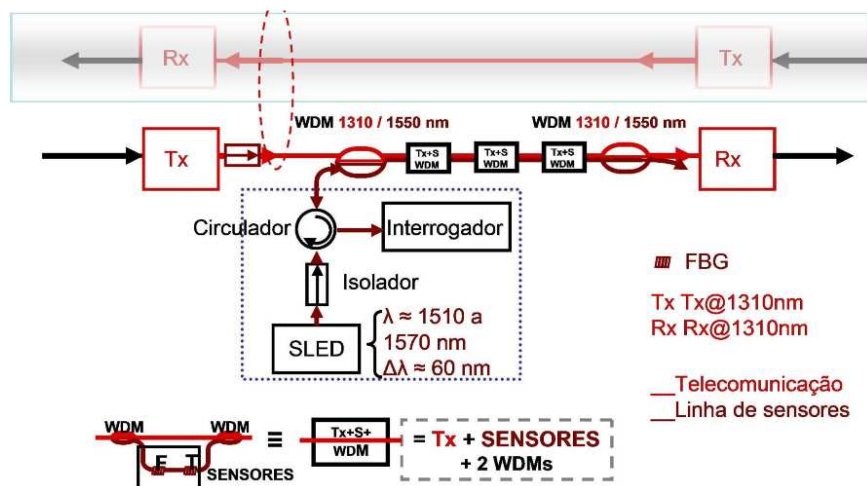 Rx
Tx
WDM 1310 / 1550 nm
WDM 1310 / 1550 nm
Tx
Tx+S
WDM
Tx+S
WDM
Tx+S
WDM
Rx
Circulador
Interrogador
Isolador
SLED
λ ≈ 1510 a
1570 nm
Δλ ≈ 60 nm
FBG
Tx Tx@1310nm
Rx Rx@1310nm
__Telecomunicação
__Linha de sensores
WDM
WDM
F T
SENSORES
≡
Tx+S+
WDM
= Tx + SENSORES
+ 2 WDMs